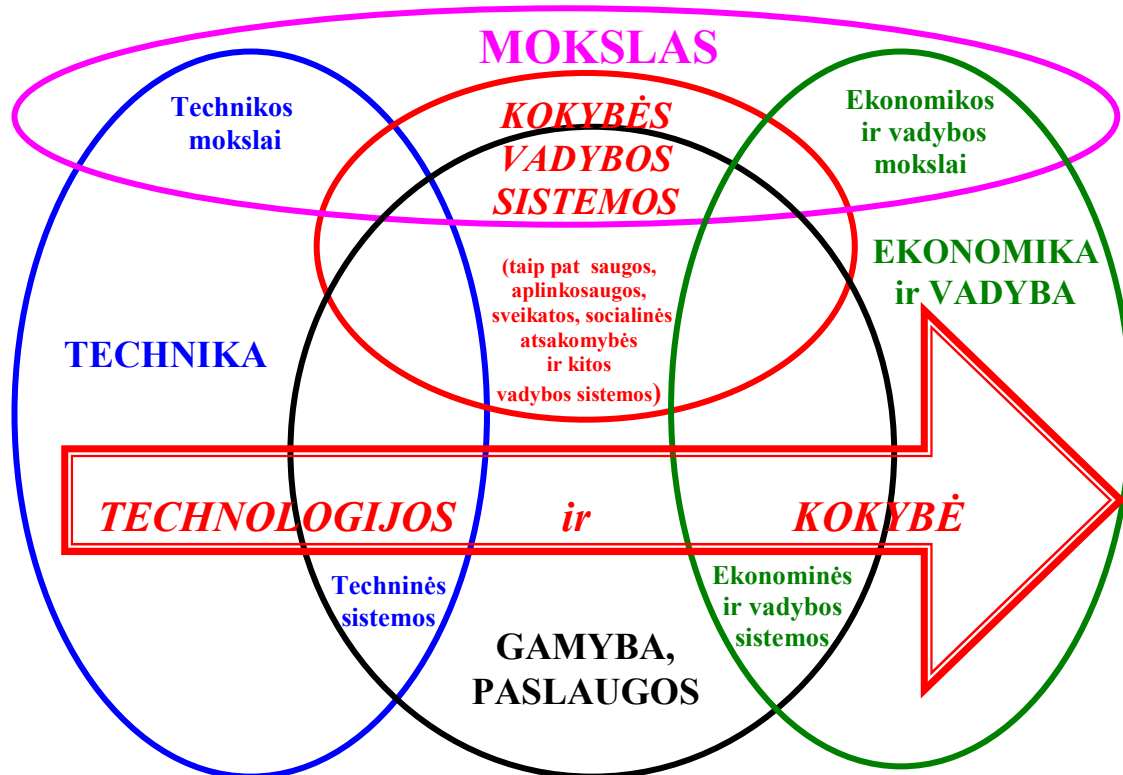 MOKSLAS
Technikos
mokslai
KOKYBĖS
VADYBOS
SISTEMOS
Ekonomikos
ir vadybos
mokslai
(taip pat saugos,
aplinkosaugos,
sveikatos, socialinės
atsakomybės
ir kitos
vadybos sistemos)
EKONOMIKA
ir VADYBA
TECHNIKA
TECHNOLOGIJOS ir KOKYBĖ
Techninės
sistemos
Ekonominės
ir vadybos
sistemos
GAMYBA,
PASLAUGOS